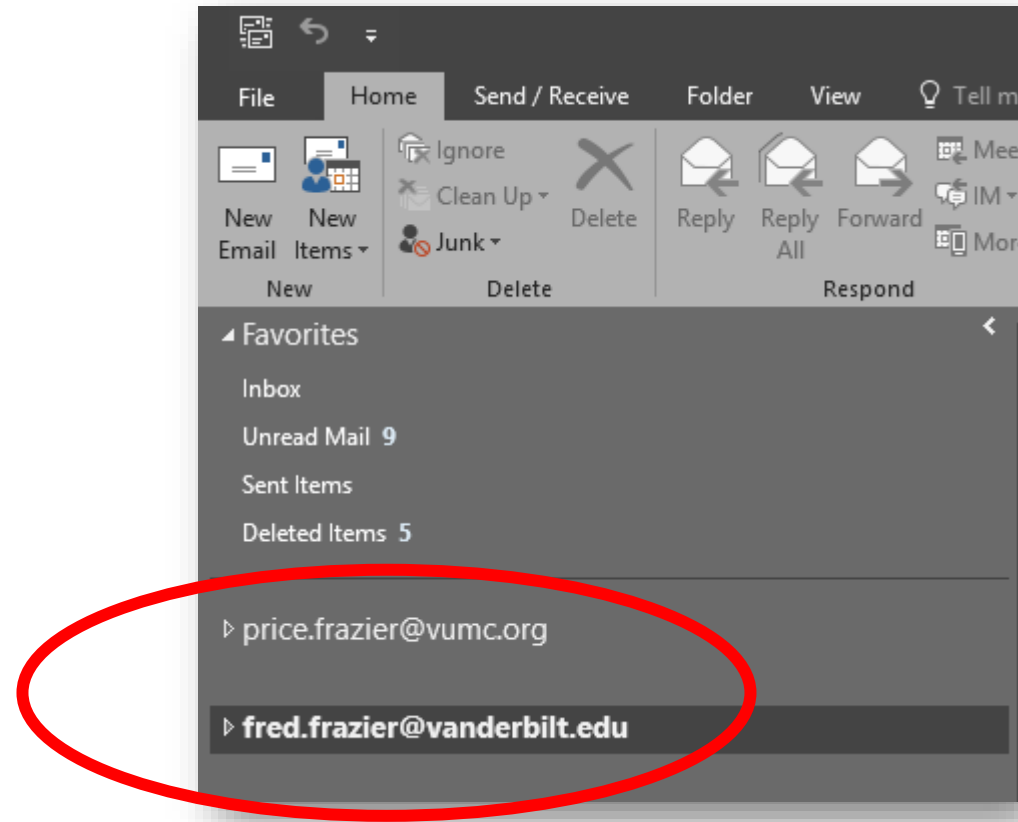 File Home Send / Receive Folder View Tell m
Ignore Mee
Clean Up IM
New Email New Items Junk Delete Reply Reply All Forward Mor
New Delete Respond
Favorites
Inbox
Unread Mail 9
Sent Items
Deleted Items 5
price.frazier@vumc.org
fred.frazier@vanderbilt.edu